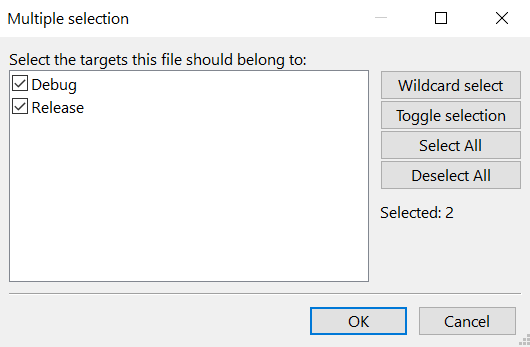 Multiple selection
Select the targets this file should belong to:
Debug
Release
Wildcard select
Toggle selection
Select All
Deselect All
Selected: 2
OK
Cancel